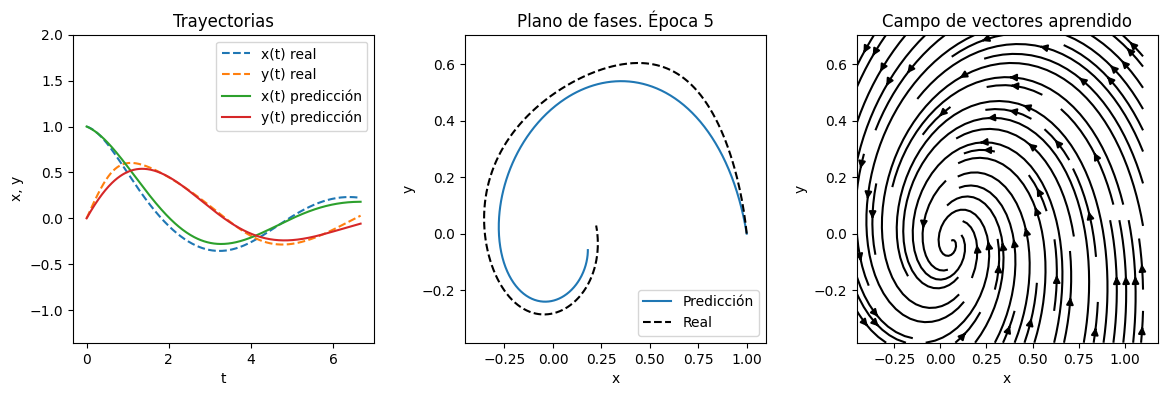 Trayectorias
2.0
1.5
1.0
0.5
0.0
−0.5
−1.0
x, y
x(t) real
y(t) real
x(t) predicción
y(t) predicción
0
2
4
6
t
Plano de fases. Época 5
0.6
0.4
0.2
0.0
−0.2
y
Predicción
Real
−0.25
0.00
0.25
0.50
0.75
1.00
x
Campo de vectores aprendido
0.6
0.4
0.2
0.0
−0.2
y
−0.25
0.00
0.25
0.50
0.75
1.00
x